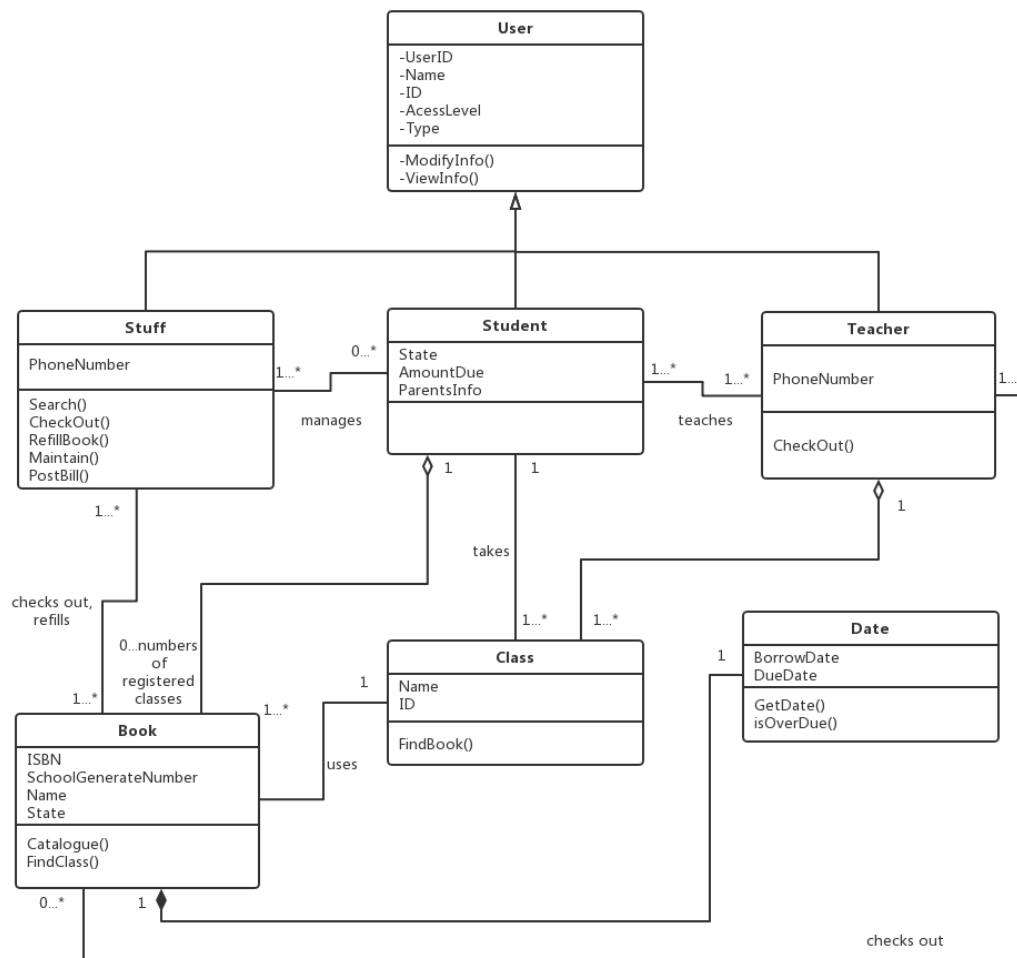 User
-UserID
-Name
-ID
-AcessLevel
-Type
-ModifyInfo()
-ViewInfo()
Stuff
PhoneNumber
Search()
CheckOut()
RefillBook()
Maintain()
PostBill()
1...*
0...*
manages
Student
State
AmountDue
ParentsInfo
1...*
1...*
teaches
Teacher
PhoneNumber
CheckOut()
1...
1...*
checks out,
refills
1...*
1
0...numbers
of
registered
classes
1
takes
1...*
1
1...*
Class
Name
ID
FindBook()
1
1...*
uses
Book
ISBN
SchoolGenerateNumber
Name
State
Catalogue()
FindClass()
0...*
1
1
Date
BorrowDate
DueDate
GetDate()
isOverDue()
checks out